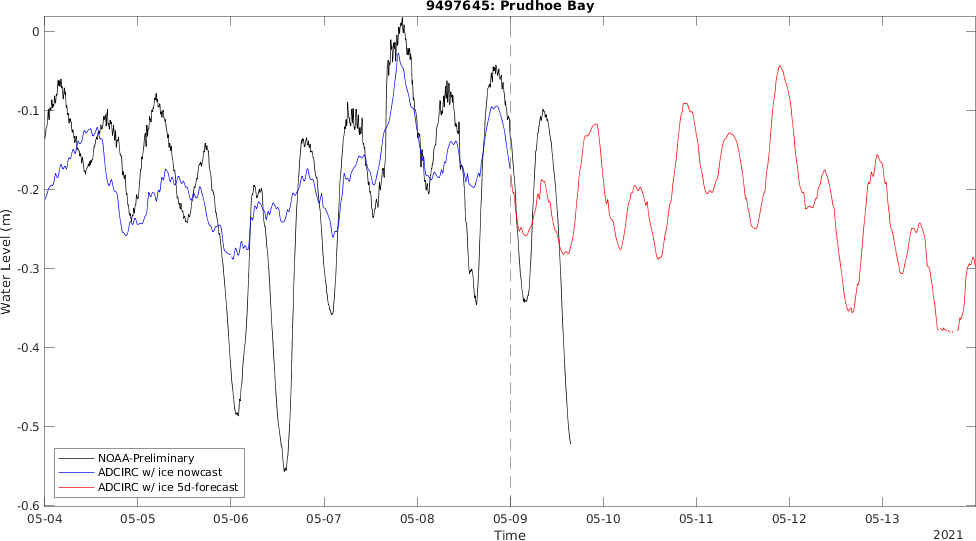 9497645: Prudhoe Bay
0
-0.1
-0.2
-0.3
-0.4
-0.5
-0.6
Water Level (m)
NOAA-Preliminary
ADCIRC w/ ice nowcast
ADCIRC w/ ice 5d-forecast
05-04 05-05 05-06 05-07 05-08 05-09 05-10 05-11 05-12 05-13
Time
2021